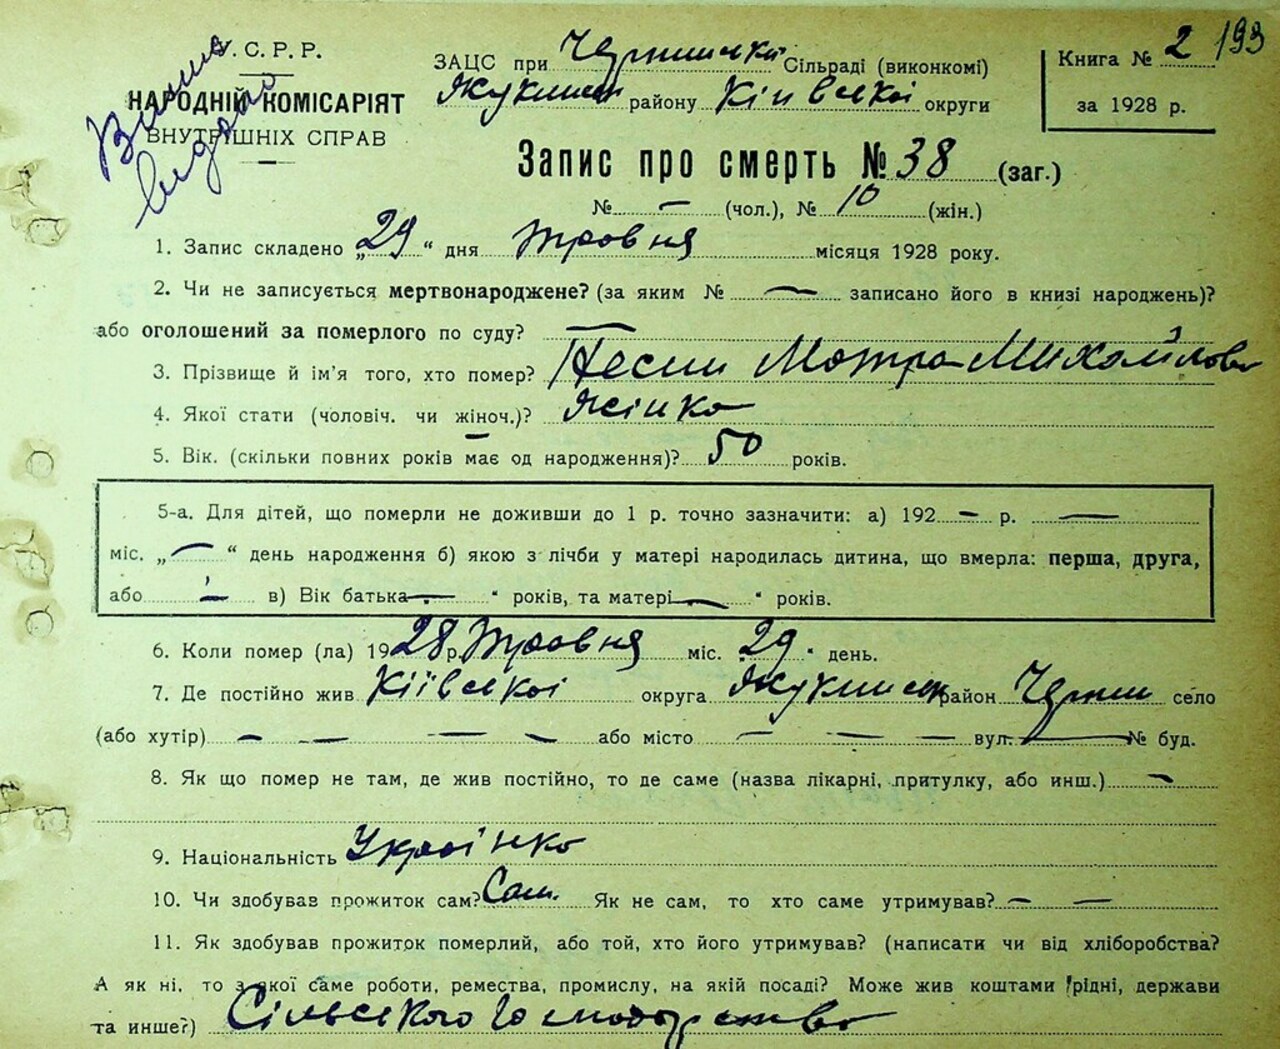 193
У.С.Р.Р.
НАРОДНІЙ КОМІСАРІЯТ
ВНУТРІШНІХ СПРАВ
ЗАЦС при Сільраді (виконкомі)
району Київської округи
Книга № 2
за 1928 р.
Запис про смерть № 38 (заг.)
№ — (чол.), № 10 (жін.)
1. Запис складено „29“ дня травня місяця 1928 року.
2. Чи не записується мертвонароджене? (за яким № — записано його в книзі народжень)?
або оголошений за померлого по суду? —
3. Прізвище й ім'я того, хто помер? Мотря Михайлова
4. Якої стати (чоловіч. чи жіноч.)? Жінка
5. Вік. (скільки повних років має од народження)? 50 років.
5-а. Для дітей, що померли не доживши до 1 р. точно зазначити: а) 192 — р. —
міс. „—“ день народження б) якою з лічби у матері народилась дитина, що вмерла: перша, друга,
або — в) Вік батька — “ років, та матері — “ років.
6. Коли помер (ла) 1928 р. Травня міс. 29 “ день.
7. Де постійно жив Київської округа район село
(або хутір) — — — — або місто — — — вул. — № буд.
8. Як що помер не там, де жив постійно, то де саме (назва лікарні, притулку, або инш.) —
9. Національність Українка
10. Чи здобував прожиток сам? Сам. Як не сам, то хто саме утримував? — —
11. Як здобував прожиток померлий, або той, хто його утримував? (написати чи від хліборобства?
А як ні, то з якої саме роботи, ремества, промислу, на якій посаді? Може жив коштами рідні, держави
та инше?) Сільского господарство